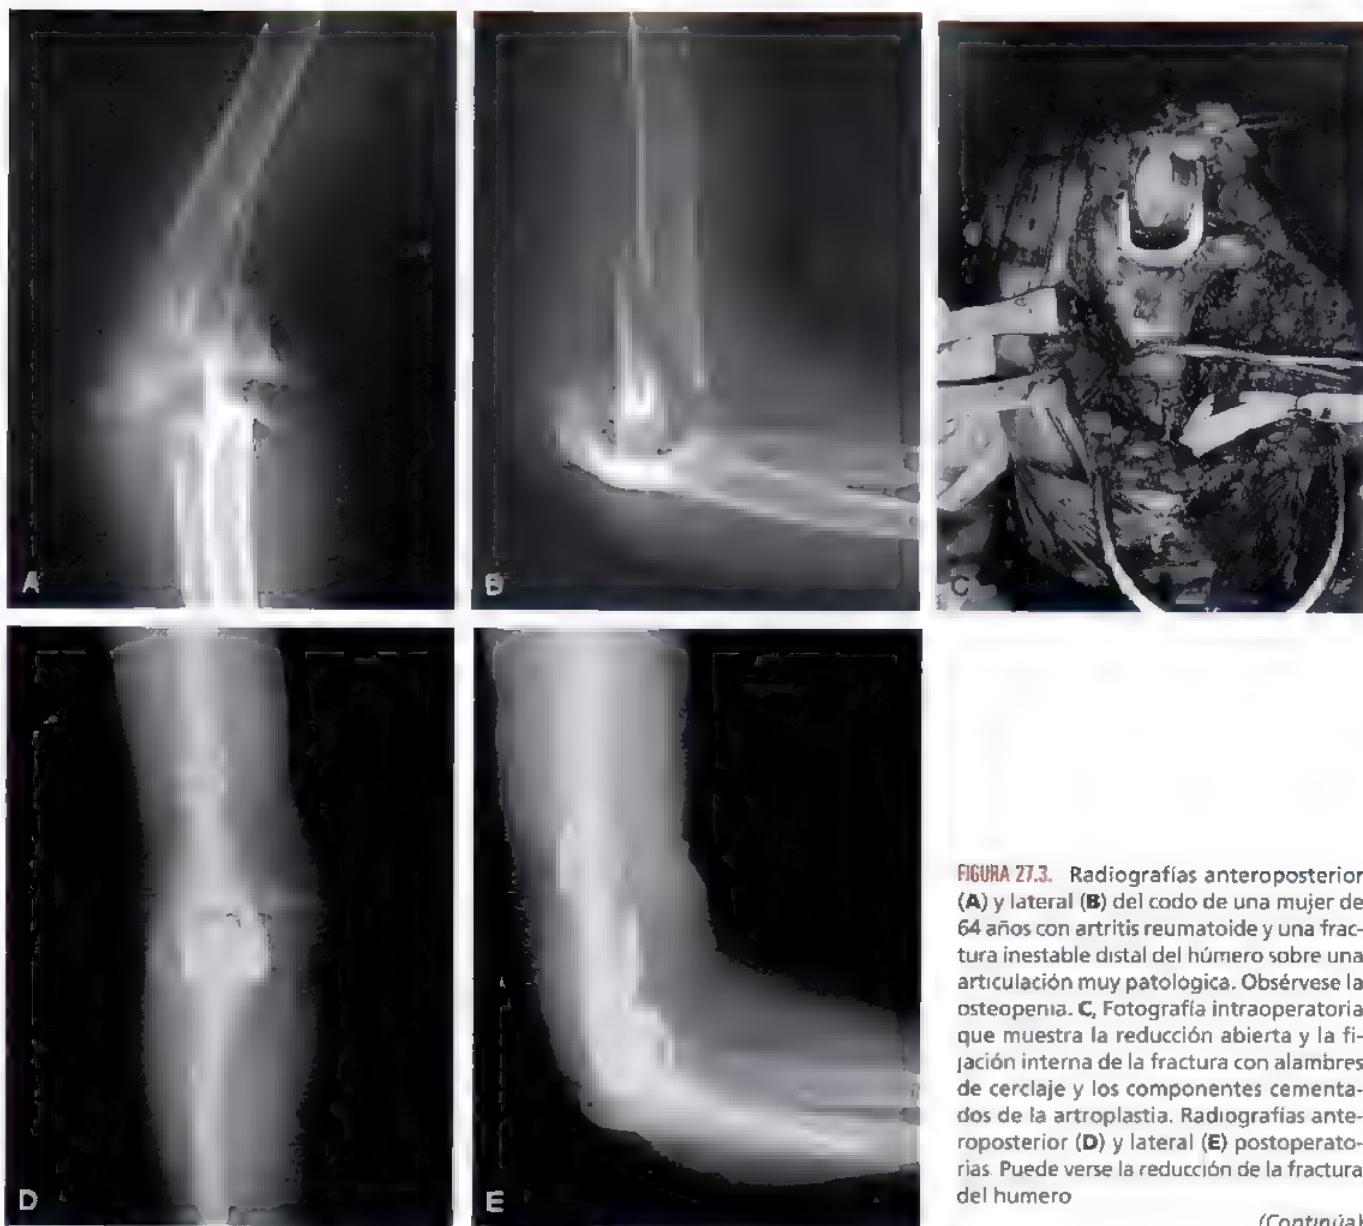 A
B
C
D
E
FIGURA 27.3. Radiografías anteroposterior
(A) y lateral (B) del codo de una mujer de
64 años con artritis reumatoide y una frac-
tura inestable distal del húmero sobre una
articulación muy patologica. Obsérvese la
osteopenia. C, Fotografía intraoperatoria
que muestra la reducción abierta y la fi-
jación interna de la fractura con alambres
de cerclaje y los componentes cementa-
dos de la artroplastia. Radiografías ante-
roposterior (D) y lateral (E) postoperato-
rias. Puede verse la reducción de la fractura
del humero
(Continúa)